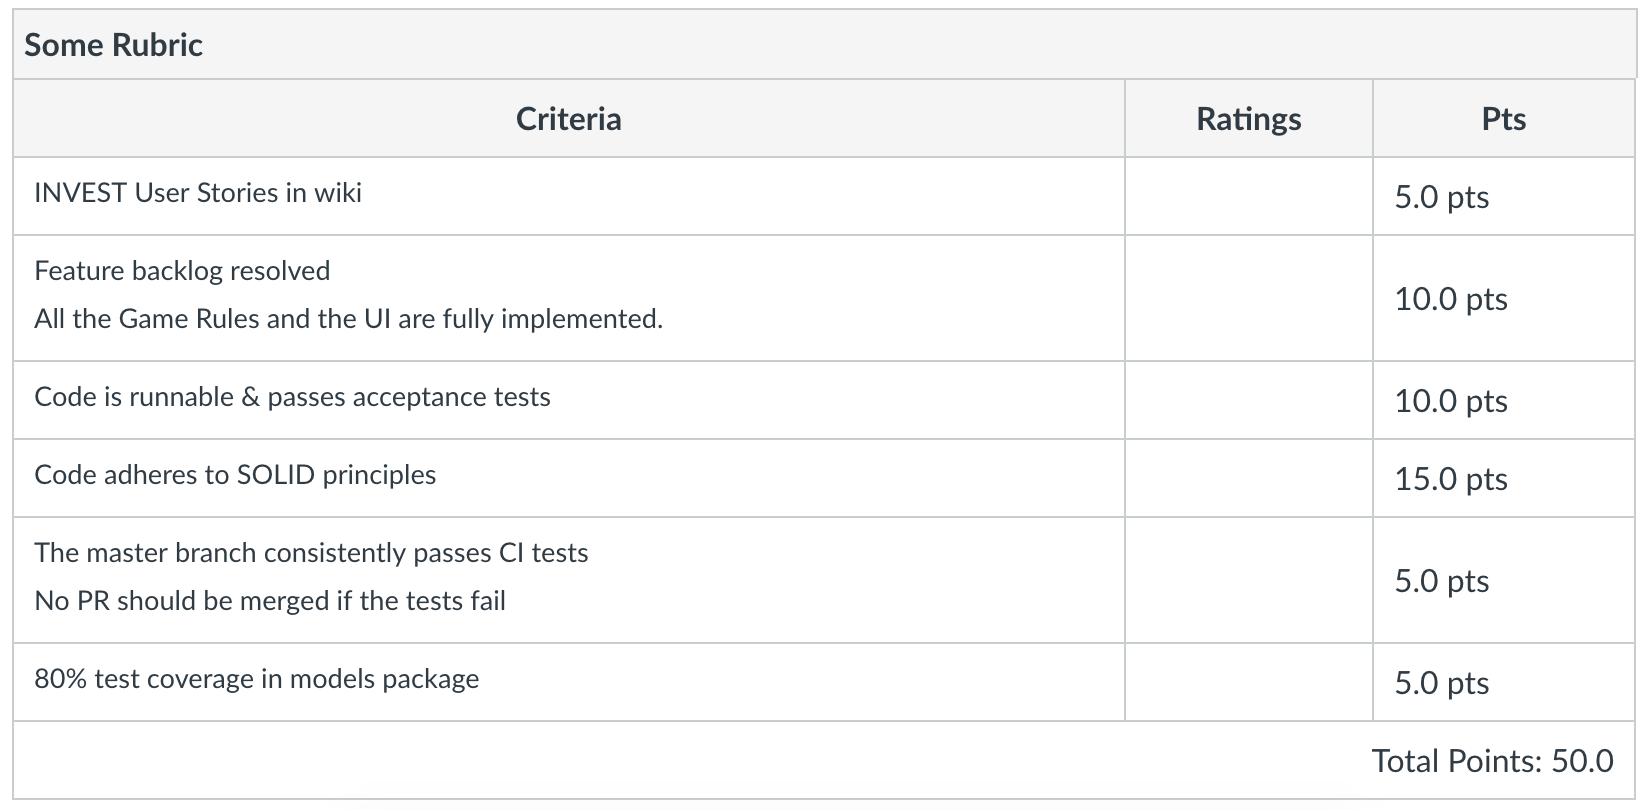 Some Rubric
Criteria Ratings Pts
INVEST User Stories in wiki 5.0 pts
Feature backlog resolved
All the Game Rules and the UI are fully implemented. 10.0 pts
Code is runnable & passes acceptance tests 10.0 pts
Code adheres to SOLID principles 15.0 pts
The master branch consistently passes CI tests
No PR should be merged if the tests fail 5.0 pts
80% test coverage in models package 5.0 pts
Total Points: 50.0